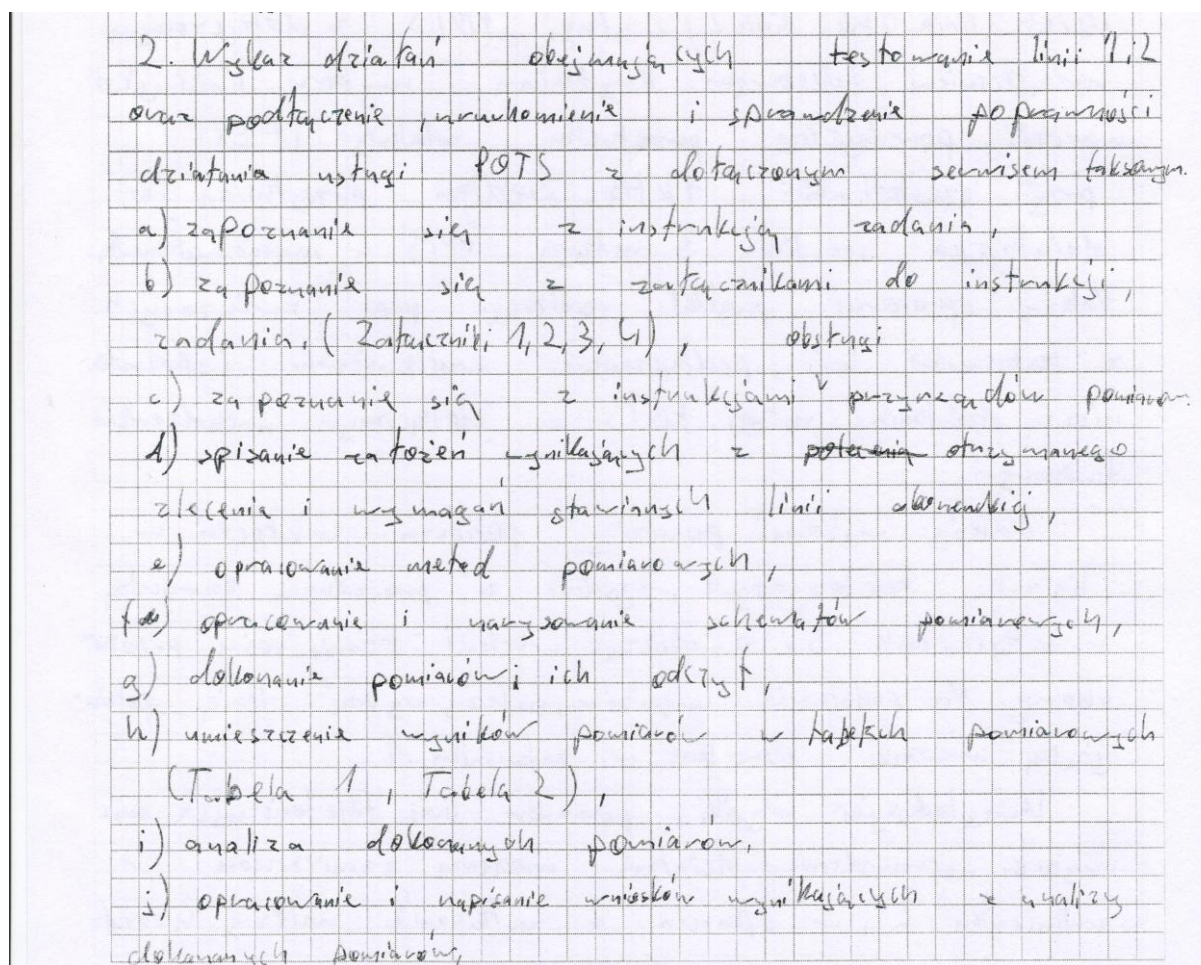 2. Wykaz działań obejmujących testowanie linii 1 i 2
oraz podłączenie, uruchomienie i sprawdzenie poprawności
działania usługi POTS z dołączonym serwisem faksowym.
a) zapoznanie się z instrukcją zadania,
b) zapoznanie się z załącznikami do instrukcji,
zadania, (Załączniki 1, 2, 3, 4), obsługi
c) zapoznanie się z instrukcjami przyrządów pomiarow.
d) spisanie założeń wynikających z polecenia otrzymanego
zlecenia i wymagań stawianych linii abonenckiej,
e) opracowanie metod pomiarowych,
f) opracowanie i narysowanie schematów pomiarowych,
g) dokonanie pomiarów i ich odczyt,
h) umieszczenie wyników pomiarów w tabelach pomiarowych
(Tabela 1, Tabela 2),
i) analiza dokonanych pomiarów,
j) opracowanie i napisanie wniosków wynikających z analizy
dokonanych pomiarów,